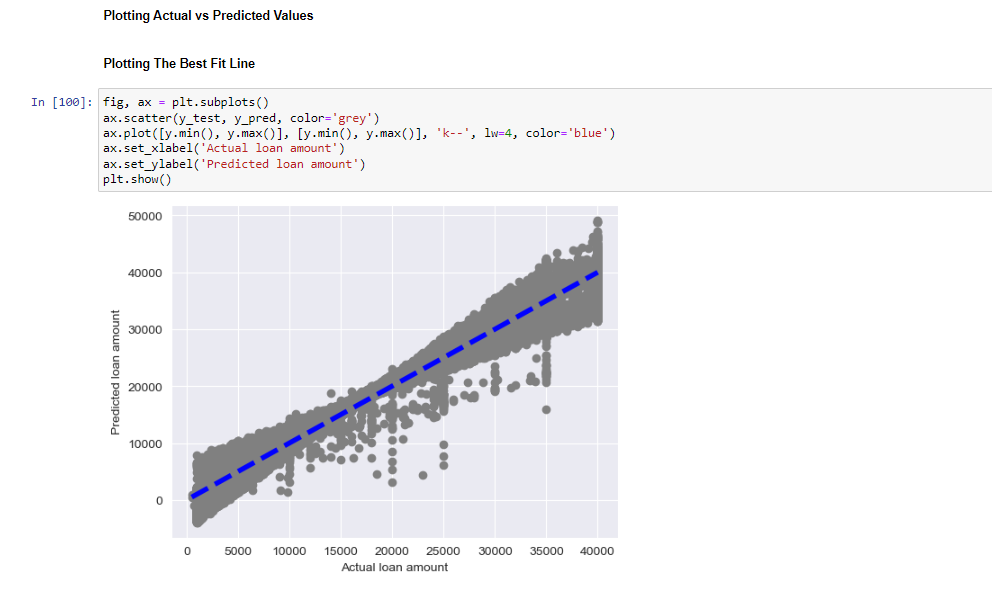 Plotting Actual vs Predicted Values
Plotting The Best Fit Line
In [100]: fig, ax = plt.subplots()
ax.scatter(y_test, y_pred, color='grey')
ax.plot([y.min(), y.max()], [y.min(), y.max()], 'k--', lw=4, color='blue')
ax.set_xlabel('Actual loan amount')
ax.set_ylabel('Predicted loan amount')
plt.show()
50000
40000
30000
20000
10000
0
Predicted loan amount
0 5000 10000 15000 20000 25000 30000 35000 40000
Actual loan amount